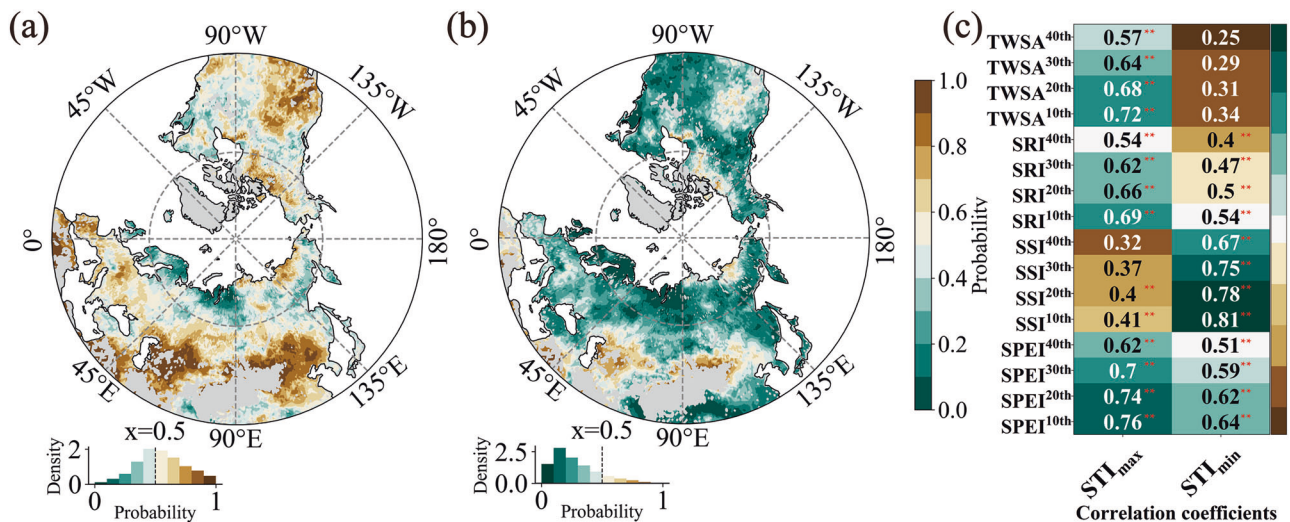 (a)
90°W
45°W
135°W
0°
180°
45°E
135°E
90°E
x=0.5
Density
2
0
0
1
Probability
(b)
90°W
45°W
135°W
0°
180°
45°E
135°E
90°E
x=0.5
Density
2.5
0.0
0
1
Probability
1.0
0.8
0.6
0.4
0.2
0.0
Probability
(c)
TWSA40th 0.57** 0.25
TWSA30th 0.64** 0.29
TWSA20th 0.68** 0.31
TWSA10th 0.72** 0.34
SRI40th 0.54** 0.4**
SRI30th 0.62** 0.47**
SRI20th 0.66** 0.5**
SRI10th 0.69** 0.54**
SSI40th 0.32 0.67**
SSI30th 0.37 0.75**
SSI20th 0.4** 0.78**
SSI10th 0.41** 0.81**
SPEI40th 0.62** 0.51**
SPEI30th 0.7** 0.59**
SPEI20th 0.74** 0.62**
SPEI10th 0.76** 0.64**
STImax STImin
Correlation coefficients